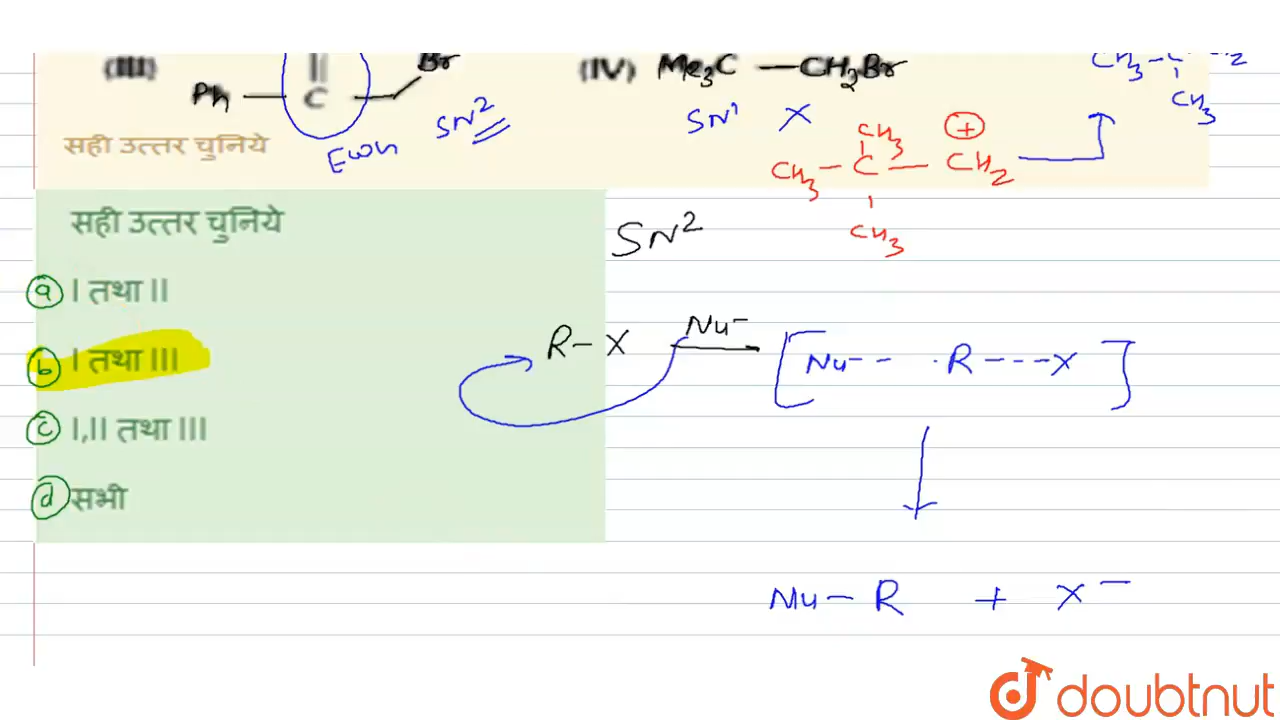 (III) Ph — C Br
(IV) Me3C — CH2Br
CH3 – C
CH3
SN2
Ewh
SN1 X
CH3 +
CH3 – C — CH2
CH3
सही उत्तर चुनिये
सही उत्तर चुनिये
a I तथा II
b I तथा III
c I,II तथा III
d सभी
SN2
R – X Nu– [ Nu-- R ---X ]
Nu – R + X–
doubtnut